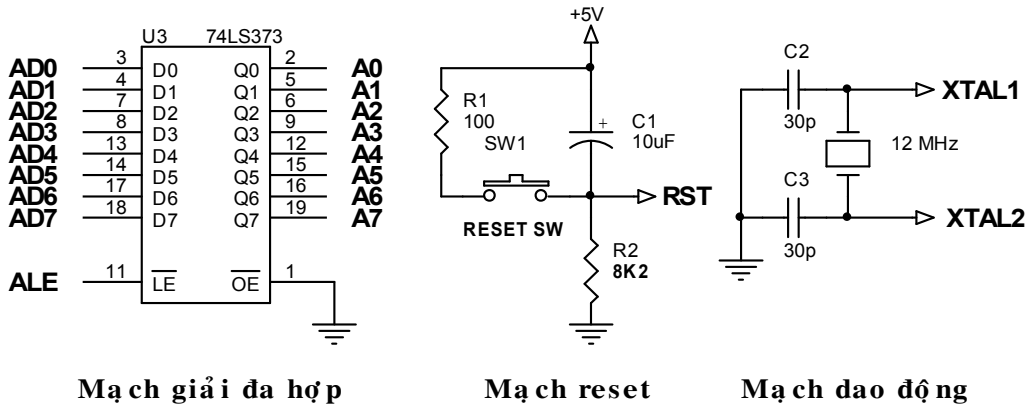 U3 74LS373
AD0 3 D0 Q0 2 A0
AD1 4 D1 Q1 5 A1
AD2 7 D2 Q2 6 A2
AD3 8 D3 Q3 9 A3
AD4 13 D4 Q4 12 A4
AD5 14 D5 Q5 15 A5
AD6 17 D6 Q6 16 A6
AD7 18 D7 Q7 19 A7
ALE 11 LE OE 1
Mạch giải đa hợp
+5V
R1
100
SW1
C1
10uF
+
RST
RESET SW
R2
8K2
Mạch reset
C2
XTAL1
30p
12 MHz
C3
XTAL2
30p
Mạch dao động